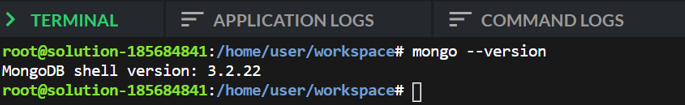 TERMINAL APPLICATION LOGS COMMAND LOGS
root@solution-185684841:/home/user/workspace# mongo --version
MongoDB shell version: 3.2.22
root@solution-185684841:/home/user/workspace#